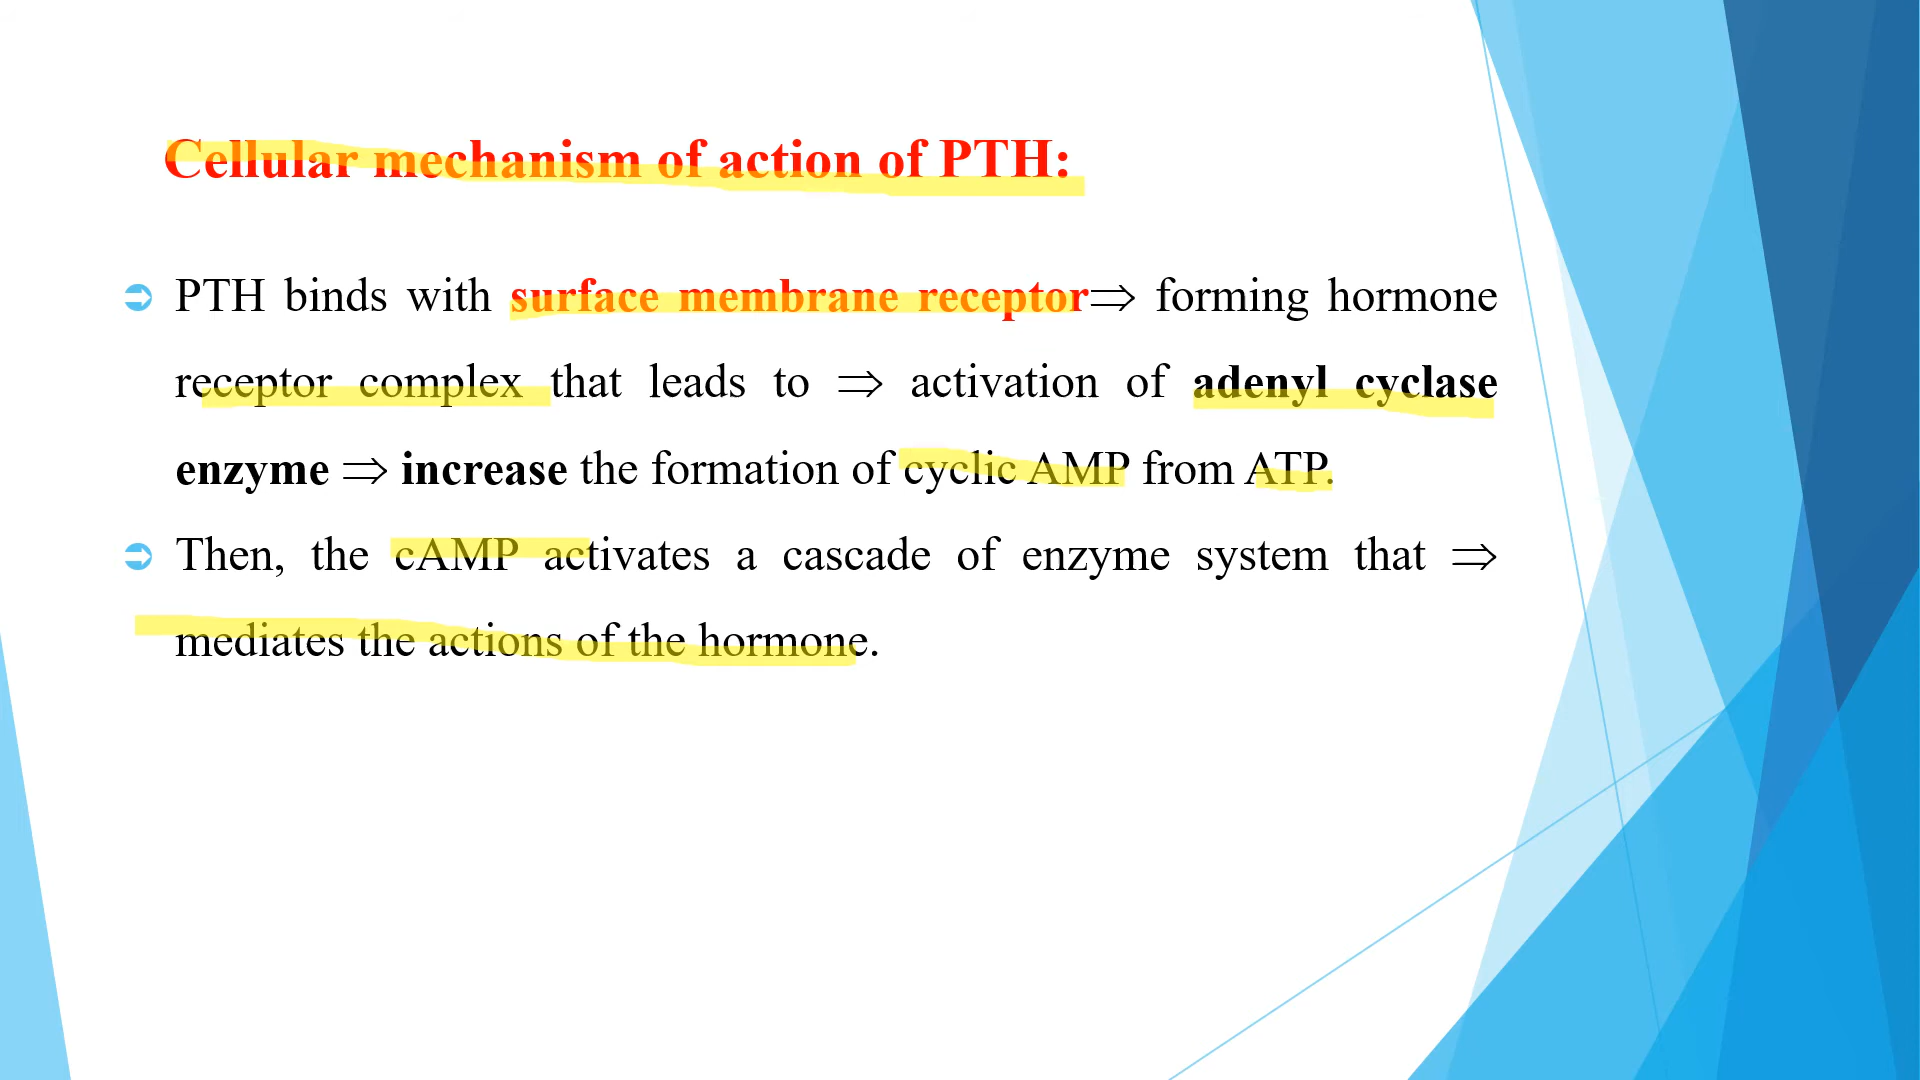 Cellular mechanism of action of PTH:
PTH binds with surface membrane receptor⇒ forming hormone
receptor complex that leads to ⇒ activation of adenyl cyclase
enzyme ⇒ increase the formation of cyclic AMP from ATP.
Then, the cAMP activates a cascade of enzyme system that ⇒
mediates the actions of the hormone.